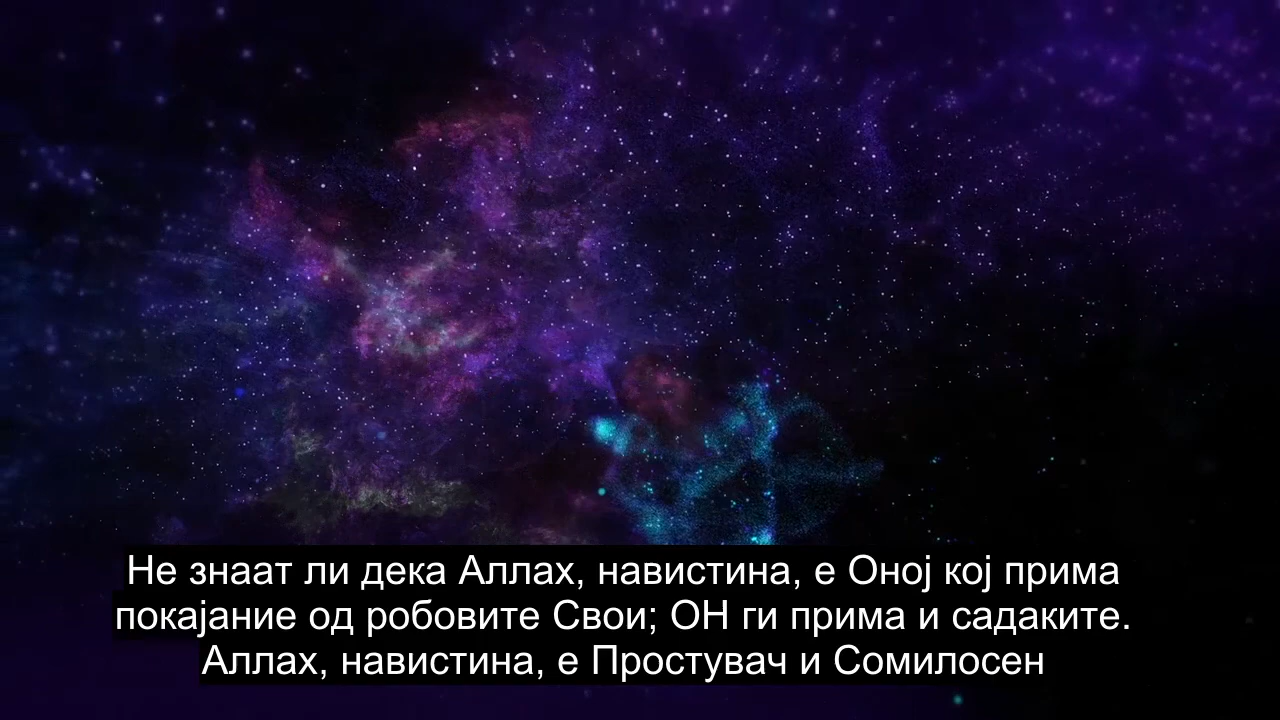 Не знаат ли дека Аллах, навистина, е Оној кој прима
покајание од робовите Свои; ОН ги прима и садаките.
Аллах, навистина, е Простувач и Сомилосен